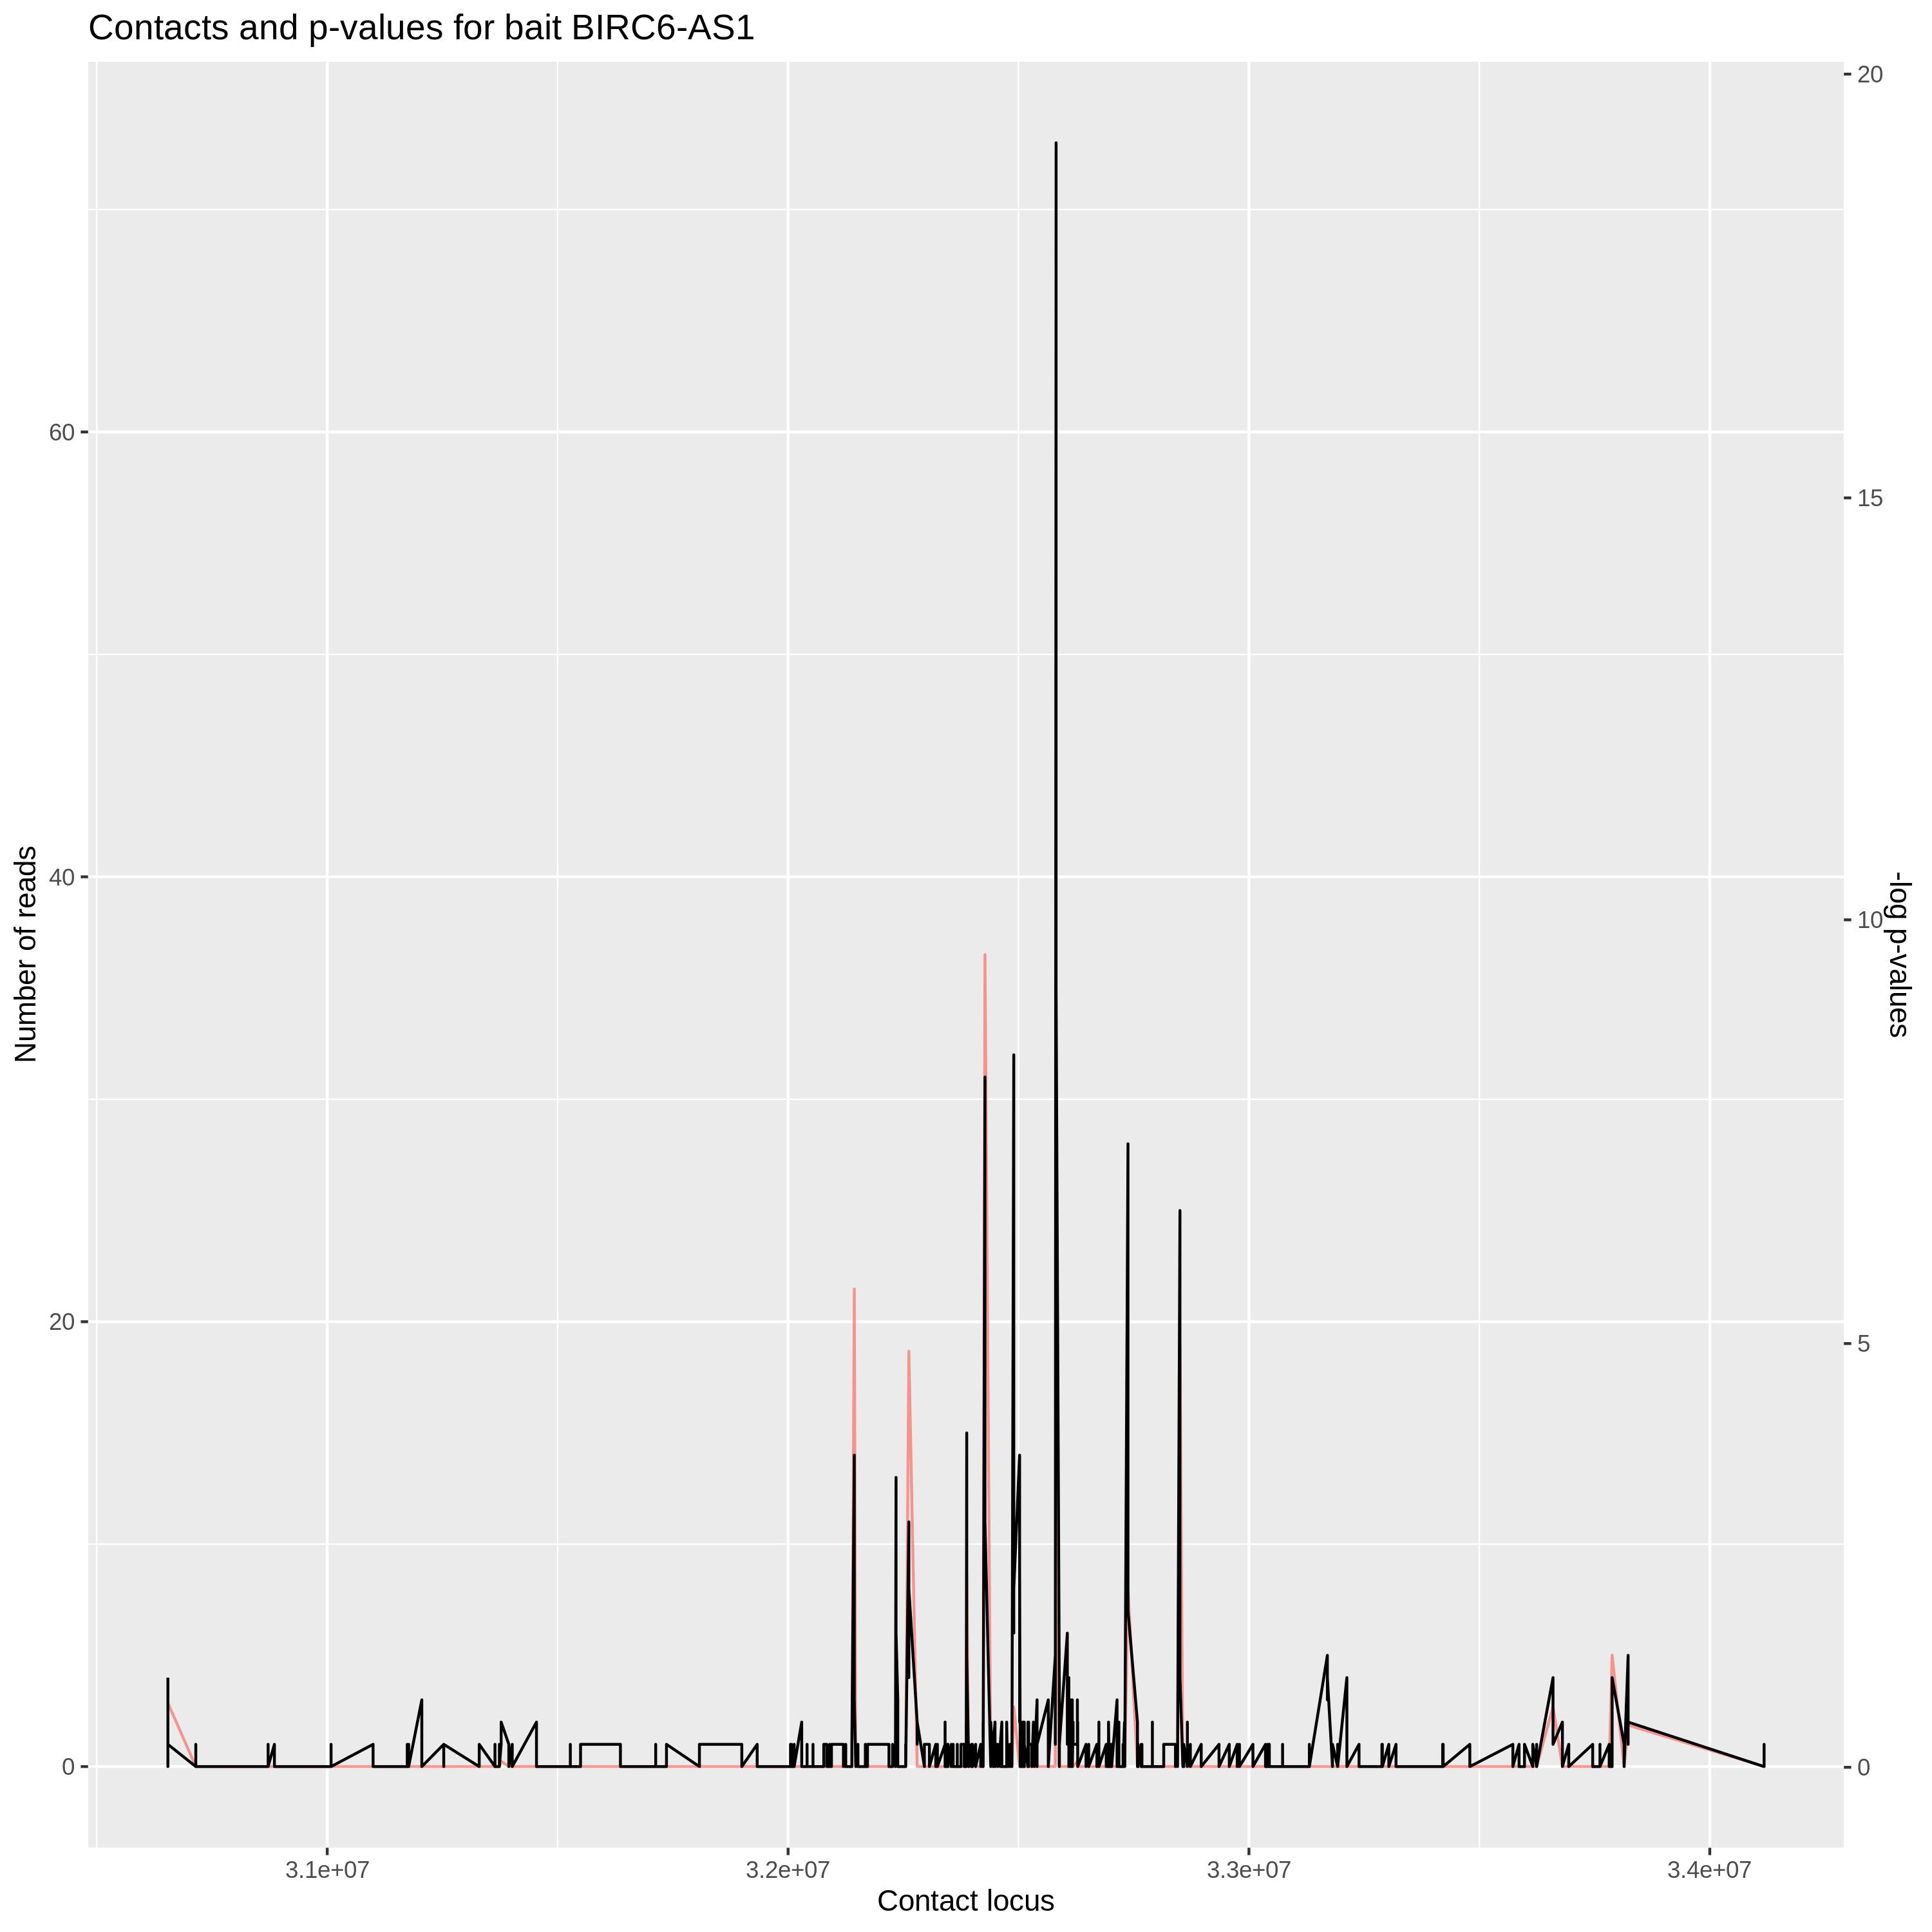 Contacts and p-values for bait BIRC6-AS1
Number of reads
60
40
20
0
20
15
10
5
0
-log p-values
3.1e+07
3.2e+07
3.3e+07
3.4e+07
Contact locus